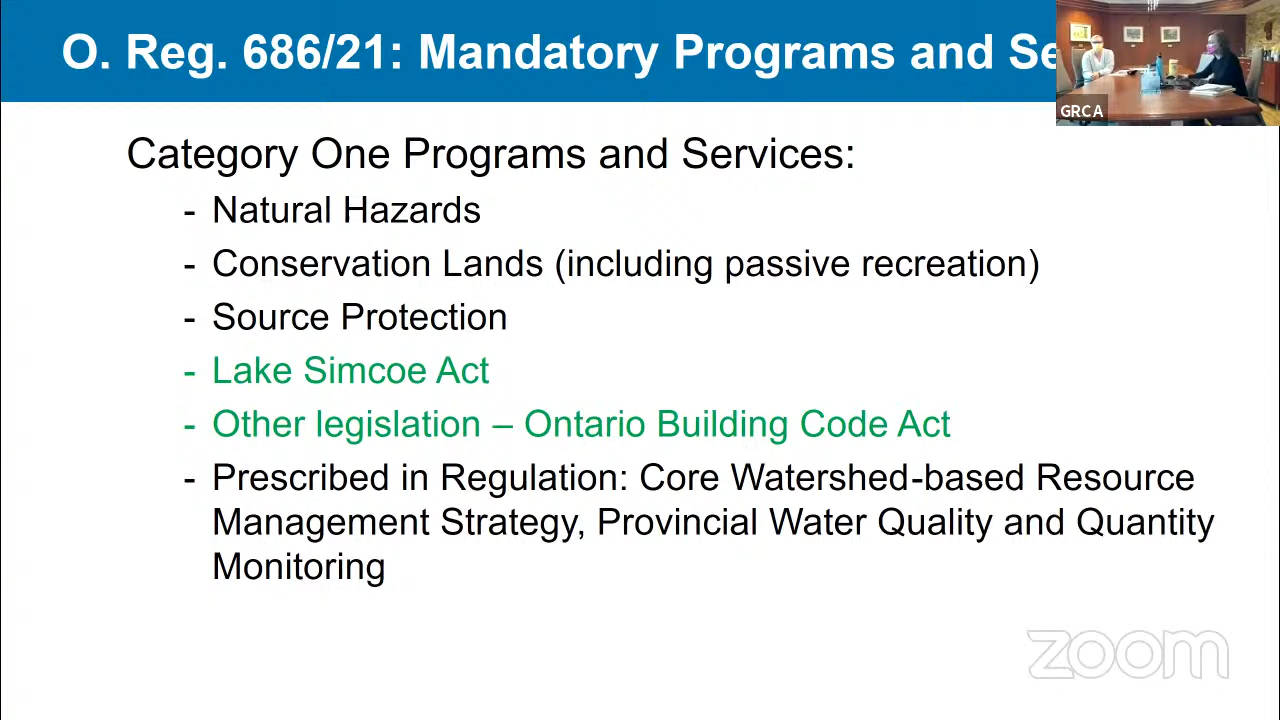 O. Reg. 686/21: Mandatory Programs and Se
GRCA
Category One Programs and Services:
- Natural Hazards
- Conservation Lands (including passive recreation)
- Source Protection
- Lake Simcoe Act
- Other legislation – Ontario Building Code Act
- Prescribed in Regulation: Core Watershed-based Resource
Management Strategy, Provincial Water Quality and Quantity
Monitoring
zoom